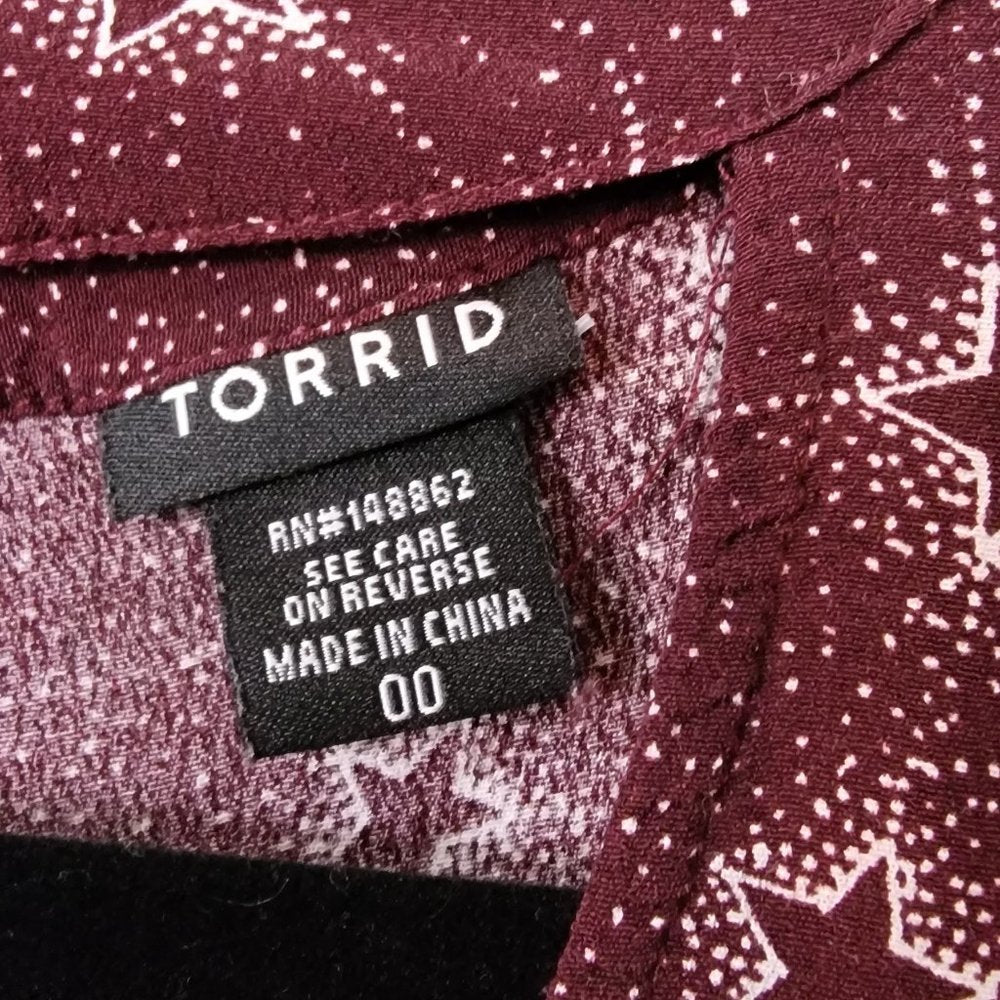 TORRID
RN#148862
SEE CARE
ON REVERSE
MADE IN CHINA
00